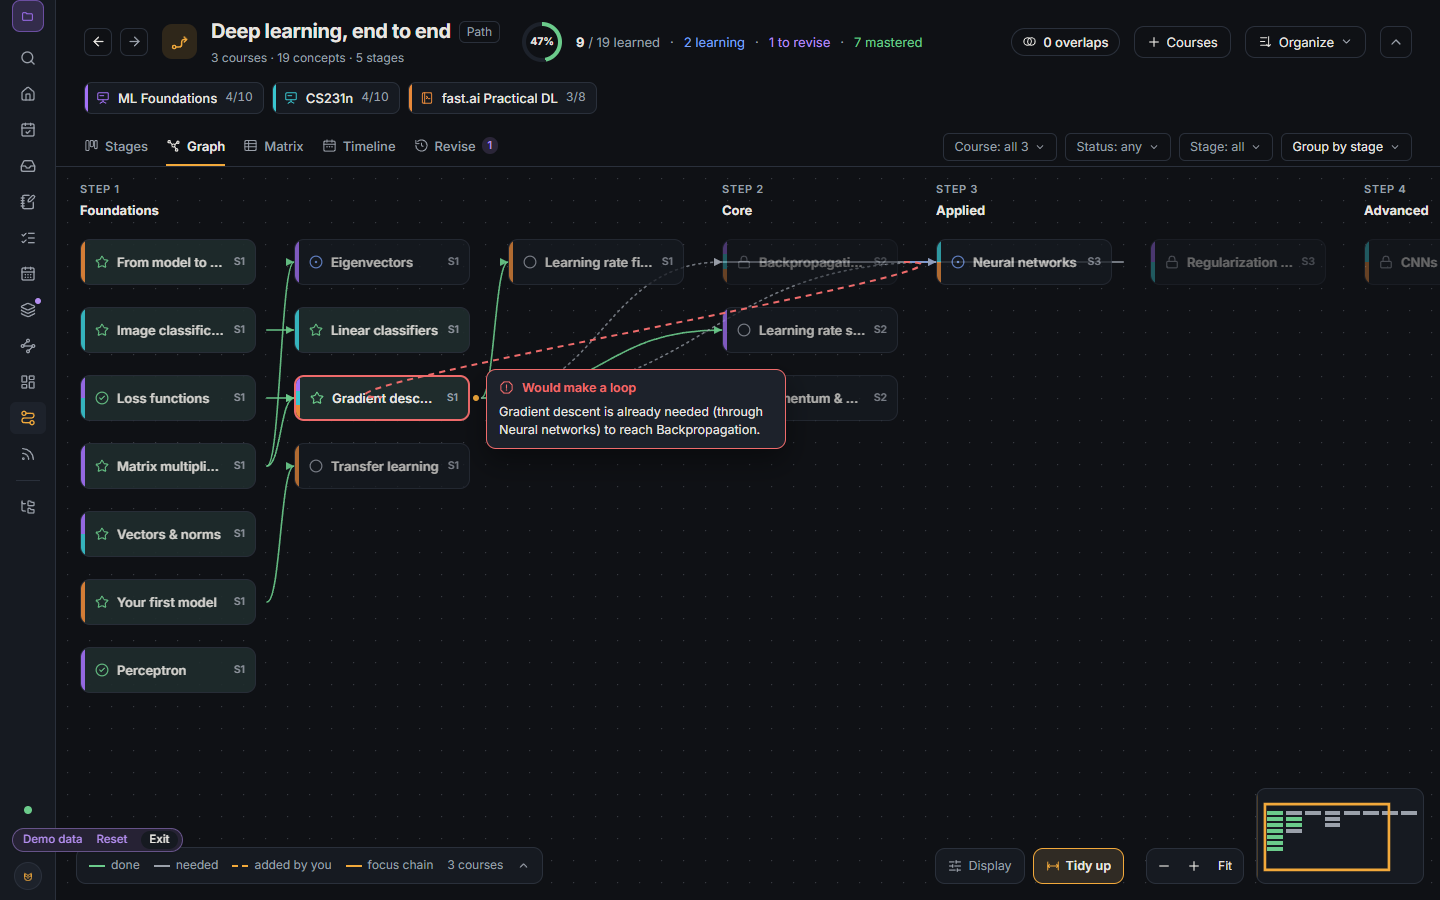 Deep learning, end to end
Path
3 courses · 19 concepts · 5 stages
47%
9 / 19 learned · 2 learning · 1 to revise · 7 mastered
0 overlaps
Courses
Organize
ML Foundations 4/10
CS231n 4/10
fast.ai Practical DL 3/8
Stages
Graph
Matrix
Timeline
Revise 1
Course: all 3
Status: any
Stage: all
Group by stage
STEP 1
Foundations
STEP 2
Core
STEP 3
Applied
STEP 4
Advanced
From model to ... S1
Eigenvectors S1
Learning rate fi... S1
Backpropagati... S2
Neural networks S3
Regularization ... S3
CNNs
Image classific... S1
Linear classifiers S1
Learning rate s... S2
Loss functions S1
Gradient desc... S1
& ... S2
Would make a loop
Gradient descent is already needed (through
Neural networks) to reach Backpropagation.
Matrix multipli... S1
Transfer learning S1
Vectors & norms S1
Your first model S1
Perceptron S1
Demo data Reset Exit
done
needed
added by you
focus chain
3 courses
Display
Tidy up
Fit